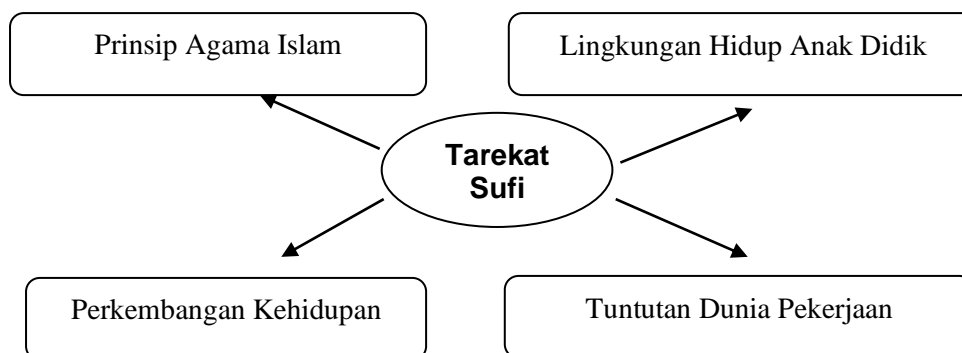 Prinsip Agama Islam
Lingkungan Hidup Anak Didik
Tarekat
Sufi
Perkembangan Kehidupan
Tuntutan Dunia Pekerjaan